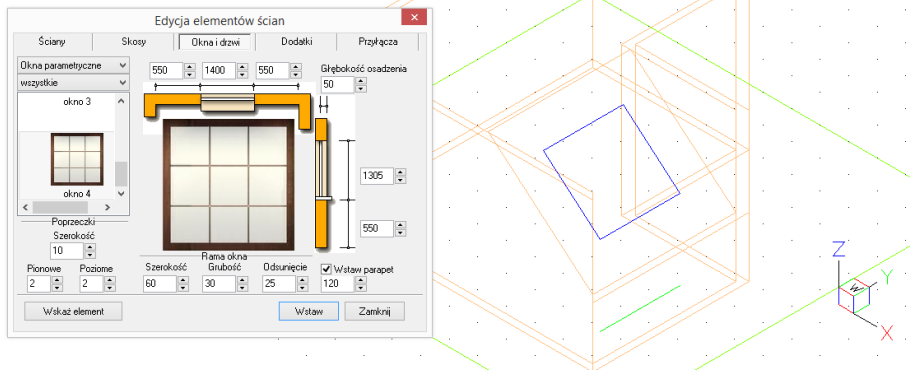 Edycja elementów ścian
Ściany Skosy Okna i drzwi Dodatki Przyłącza
Okna parametryczne
wszystkie
550 1400 550
Głębokość osadzenia
50
okno 3
okno 4
1305
550
Poprzeczki
Szerokość
10
Pionowe Poziome
2 2
Rama okna
Szerokość Grubość Odsunięcie
60 30 25
Wstaw parapet
120
Wskaż element Wstaw Zamknij
Z
Y
W
X